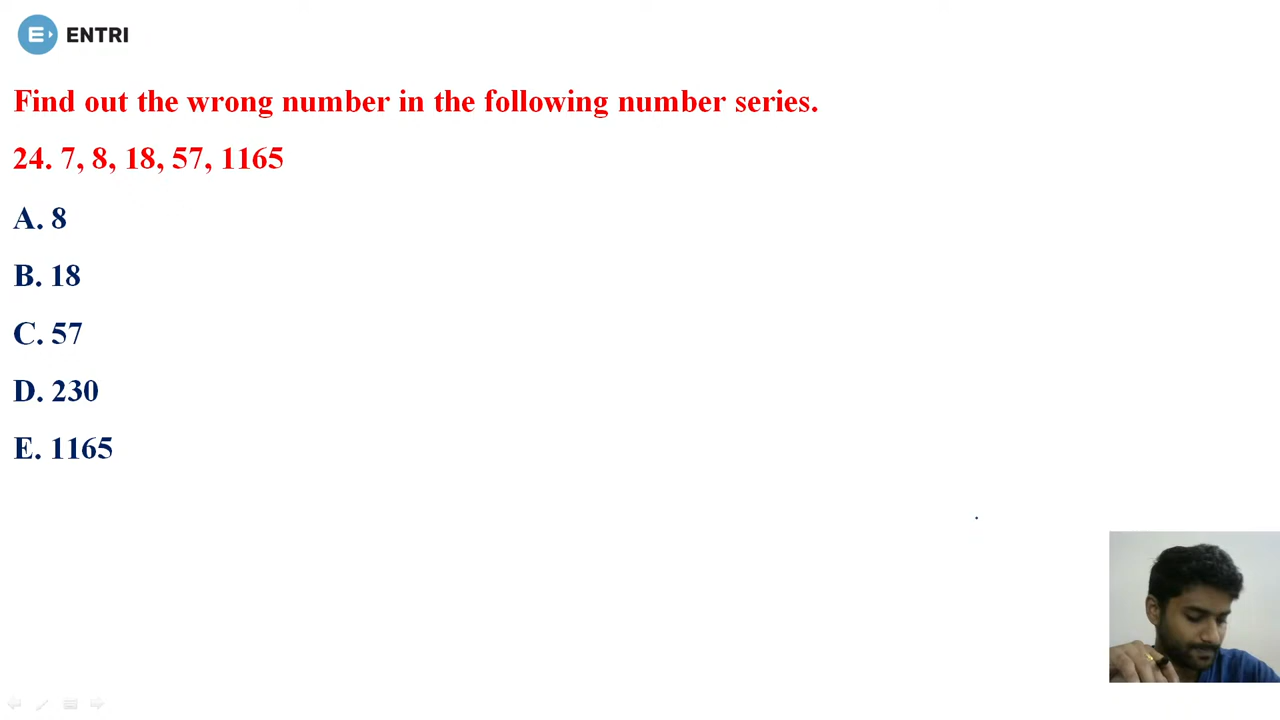 ENTRI
Find out the wrong number in the following number series.
24. 7, 8, 18, 57, 1165
A. 8
B. 18
C. 57
D. 230
E. 1165